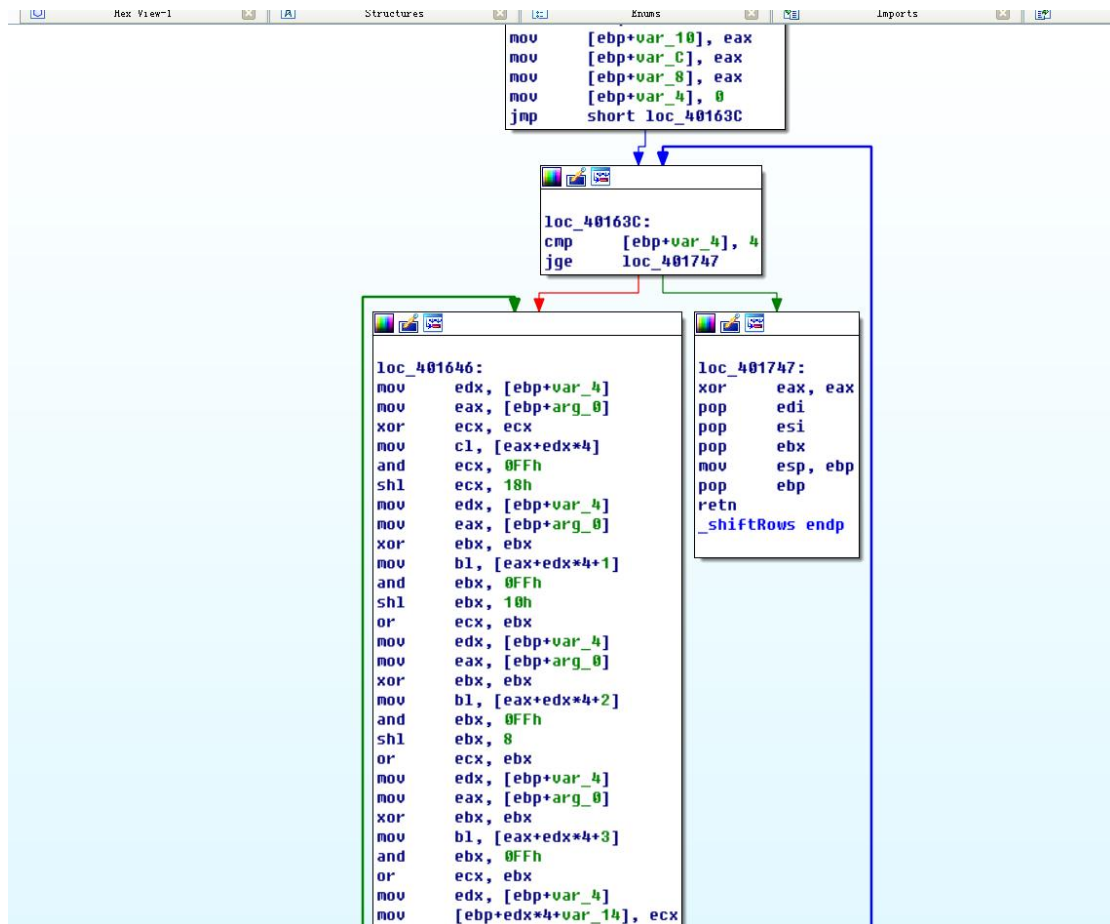 Hex View-1 Structures Enums Imports
mov [ebp+var_10], eax
mov [ebp+var_C], eax
mov [ebp+var_8], eax
mov [ebp+var_4], 0
jmp short loc_40163C
loc_40163C:
cmp [ebp+var_4], 4
jge loc_401747
loc_401646:
mov edx, [ebp+var_4]
mov eax, [ebp+arg_0]
xor ecx, ecx
mov cl, [eax+edx*4]
and ecx, 0FFh
shl ecx, 18h
mov edx, [ebp+var_4]
mov eax, [ebp+arg_0]
xor ebx, ebx
mov bl, [eax+edx*4+1]
and ebx, 0FFh
shl ebx, 10h
or ecx, ebx
mov edx, [ebp+var_4]
mov eax, [ebp+arg_0]
xor ebx, ebx
mov bl, [eax+edx*4+2]
and ebx, 0FFh
shl ebx, 8
or ecx, ebx
mov edx, [ebp+var_4]
mov eax, [ebp+arg_0]
xor ebx, ebx
mov bl, [eax+edx*4+3]
and ebx, 0FFh
or ecx, ebx
mov edx, [ebp+var_4]
mov [ebp+edx*4+var_14], ecx
loc_401747:
xor eax, eax
pop edi
pop esi
pop ebx
mov esp, ebp
pop ebp
retn
_shiftRows endp